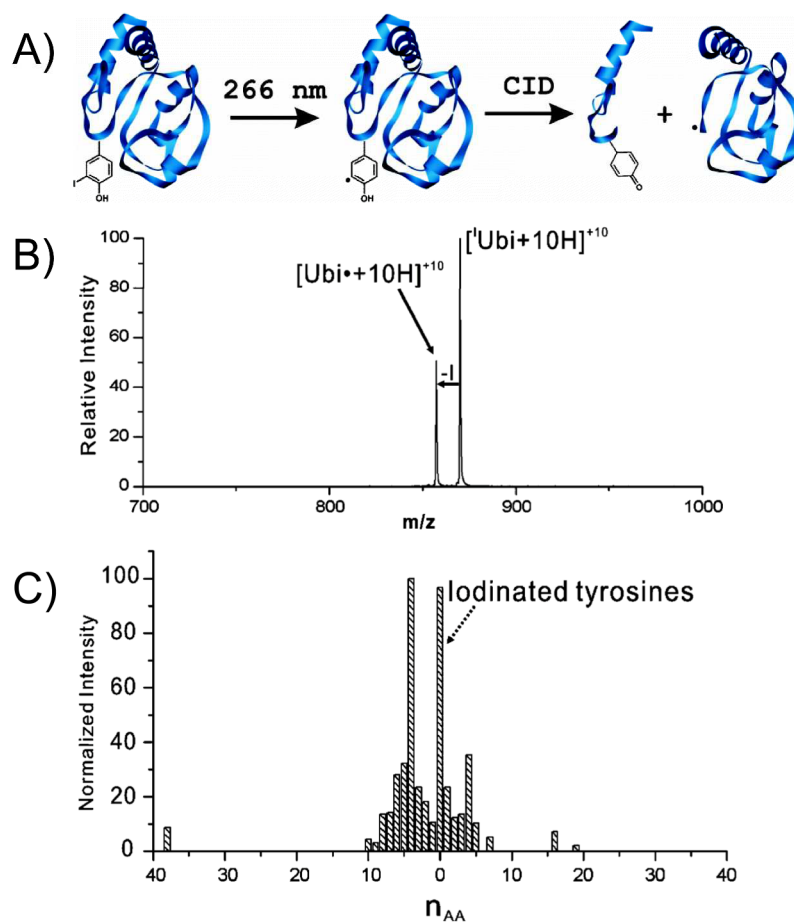 A)
266 nm
CID
+
I
OH
OH
O
B)
[Ubi•+10H]⁺¹⁰
[ᴵUbi+10H]⁺¹⁰
-I
Relative Intensity
100
80
60
40
20
0
700 800 900 1000
m/z
C)
Iodinated tyrosines
Normalized Intensity
100
80
60
40
20
0
40 30 20 10 0 10 20 30 40
n_AA